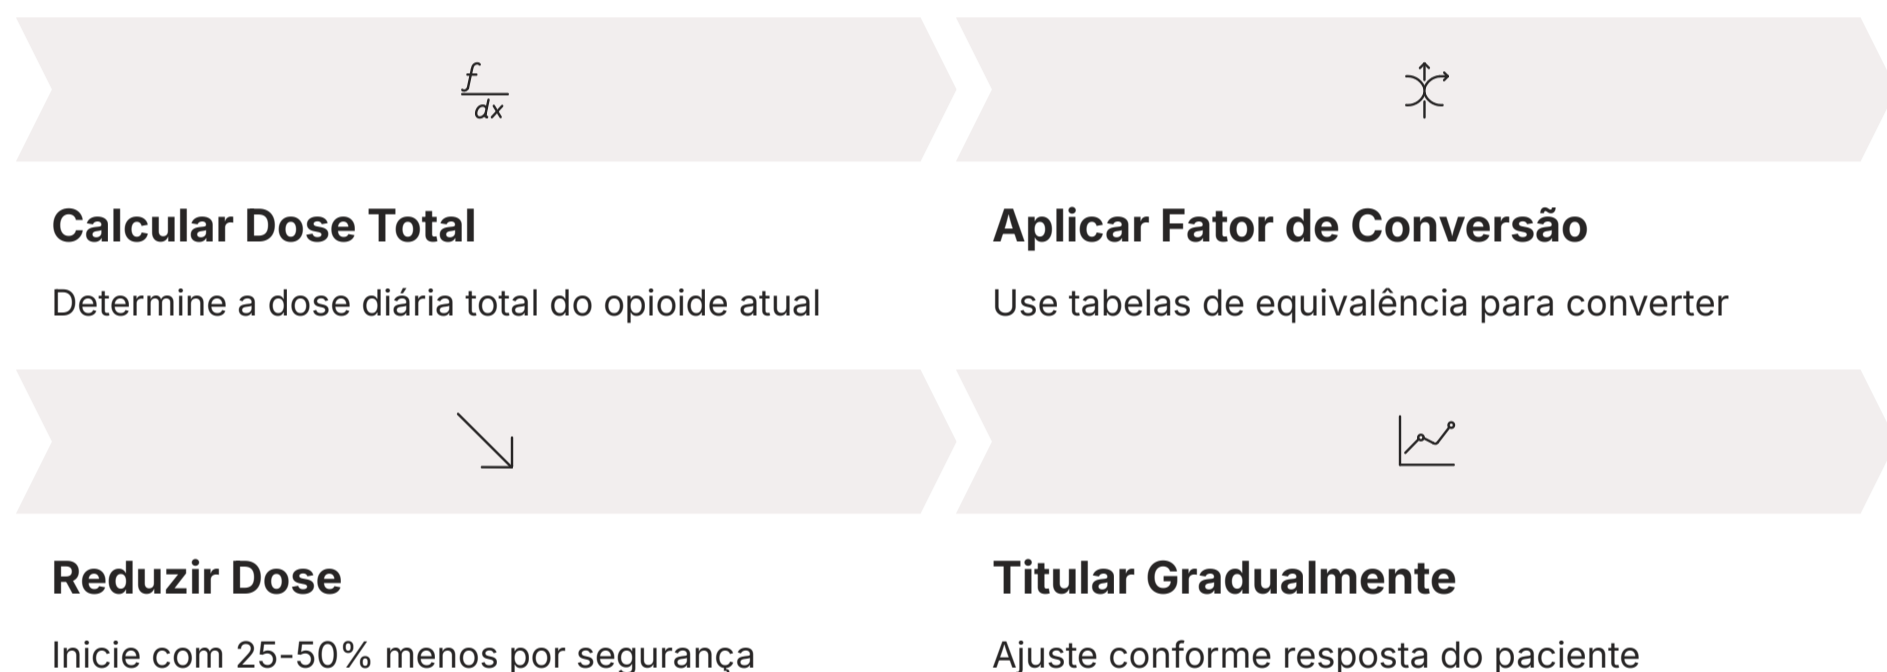 f
dx
Calcular Dose Total
Determine a dose diária total do opioide atual
Aplicar Fator de Conversão
Use tabelas de equivalência para converter
Reduzir Dose
Inicie com 25-50% menos por segurança
Titular Gradualmente
Ajuste conforme resposta do paciente